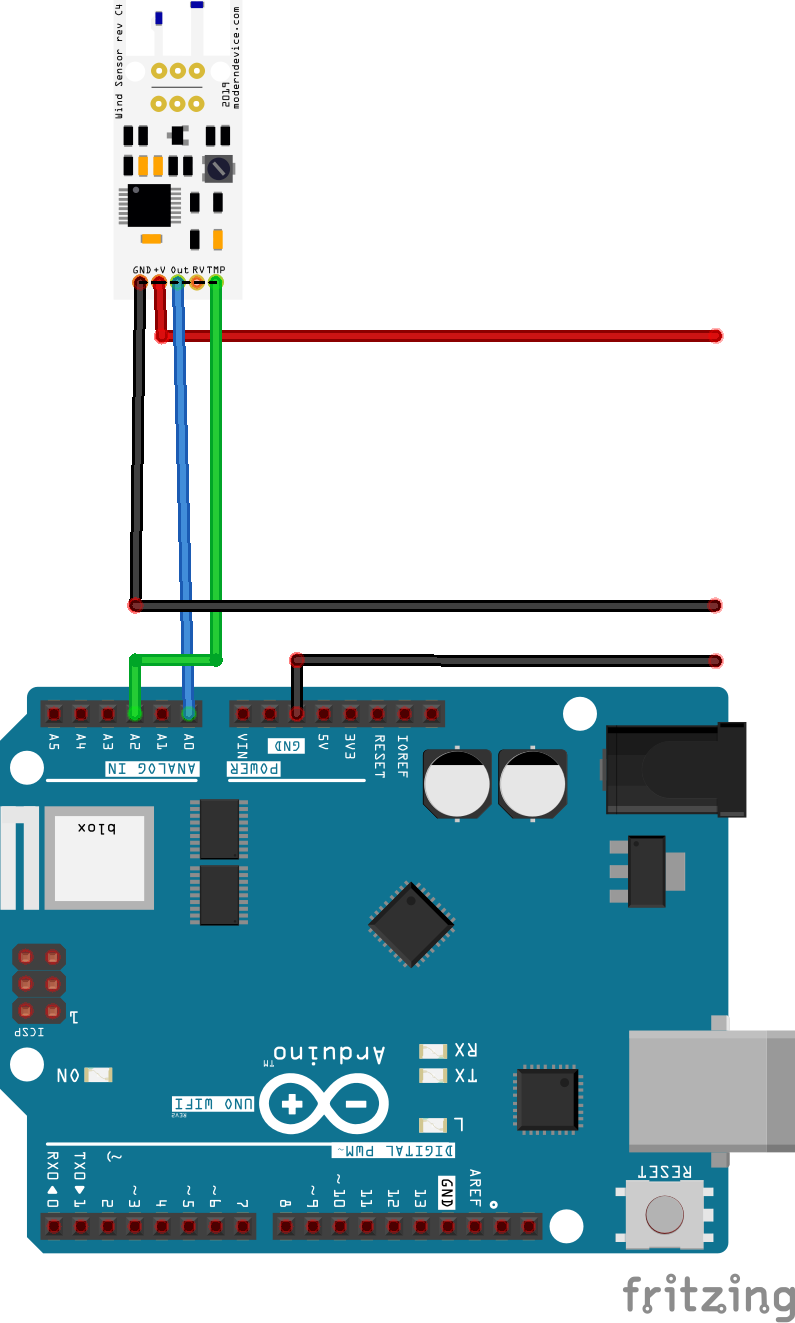 Wind Sensor rev C4
moderndevice.com
2019
GND +V Out RV TMP
A5 A4 A3 A2 A1 A0 VIN GND 5V 3V3 RESET IOREF
ANALOG IN POWER
blox
1
ICSP
Arduino
TM
RX
ON
TX
UNO WIFI
REV2
L
DIGITAL PWM~
RESET
RX0◀0 TX0▶1 2 ~ ~3 4 ~5 ~6 7 8 ~9 ~10 11 12 13 GND AREF
fritzing